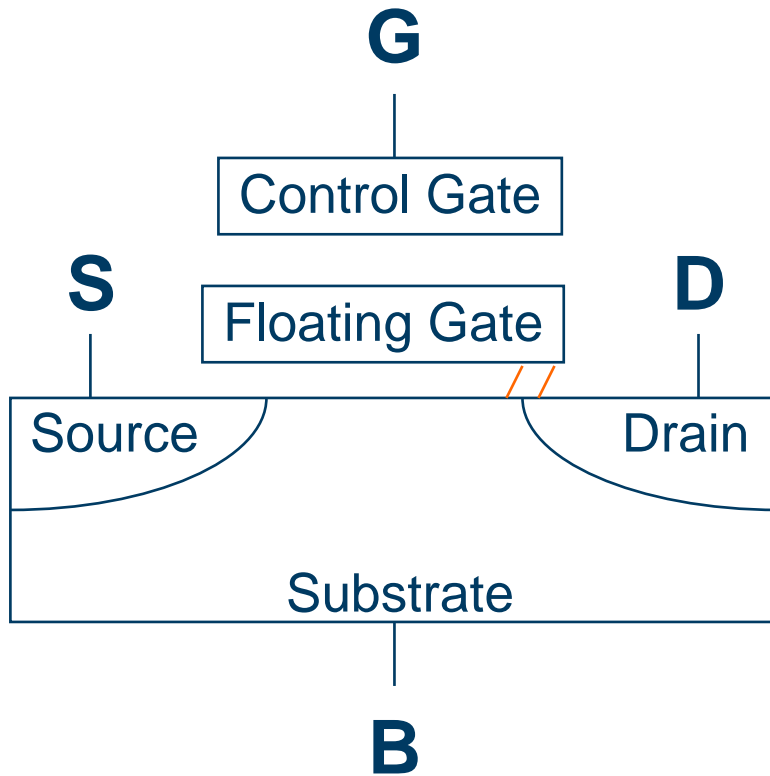 G
Control Gate
S
D
Floating Gate
Source
Drain
Substrate
B